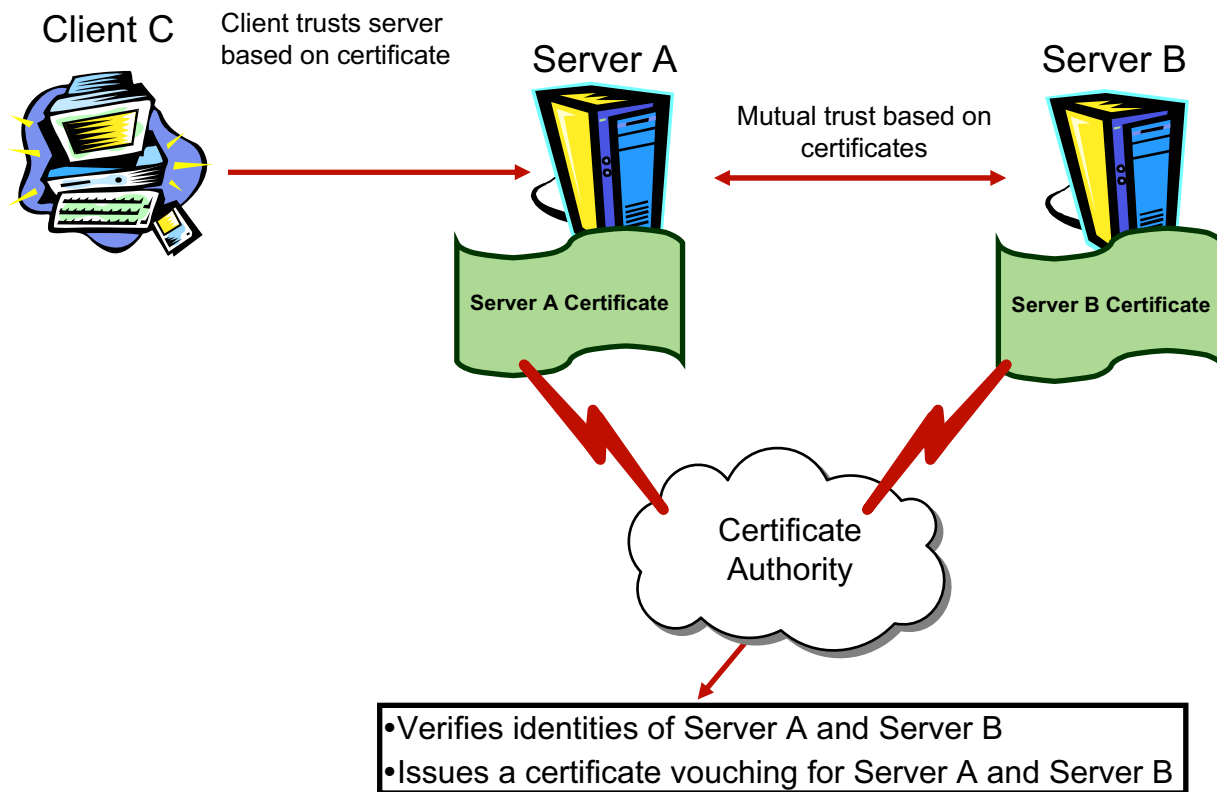 Client C
Client trusts server
based on certificate
Server A
Server B
Mutual trust based on
certificates
Server A Certificate
Server B Certificate
Certificate
Authority
•Verifies identities of Server A and Server B
•Issues a certificate vouching for Server A and Server B